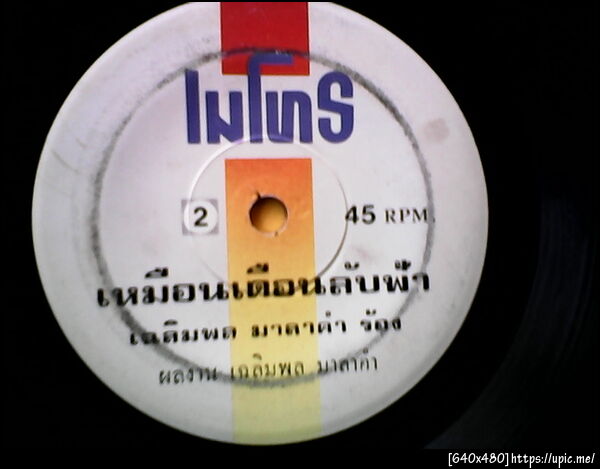 ไมโทร
2 45 RPM.
เหมือนเดือนลับฟ้า
เฉลิมพล มาลาคำ ร้อง
ผลงาน เฉลิมพล มาลาคำ
[640x480]https://upic.me/